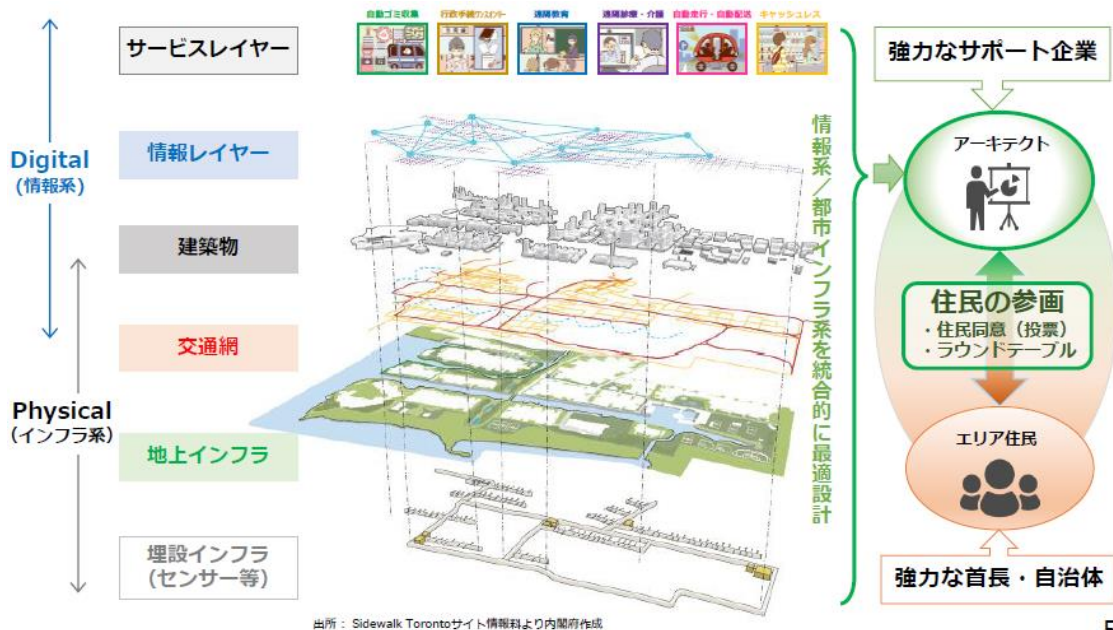 自動ゴミ収集
行政手続ワンスオンリー
遠隔教育
遠隔診療・介護
自動走行・自動配送
キャッシュレス
サービスレイヤー
Digital
(情報系)
情報レイヤー
建築物
交通網
Physical
(インフラ系)
地上インフラ
埋設インフラ
(センサー等)
情報系／都市インフラ系を統合的に最適設計
強力なサポート企業
アーキテクト
住民の参画
・住民同意（投票）
・ラウンドテーブル
エリア住民
強力な首長・自治体
出所： Sidewalk Torontoサイト情報料より内閣府作成